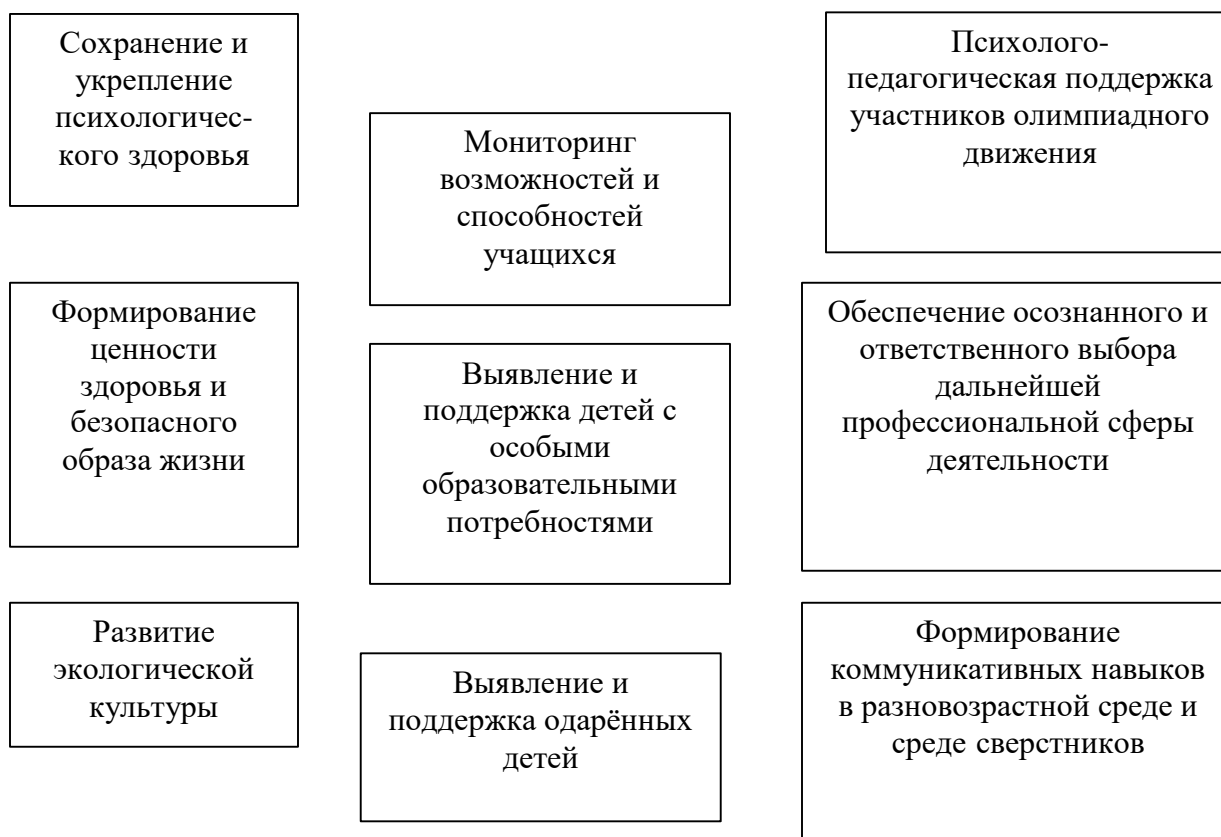 Сохранение и
укрепление
психологичес-
кого здоровья
Формирование
ценности
здоровья и
безопасного
образа жизни
Развитие
экологической
культуры
Мониторинг
возможностей и
способностей
учащихся
Выявление и
поддержка детей с
особыми
образовательными
потребностями
Выявление и
поддержка одарённых
детей
Психолого-
педагогическая поддержка
участников олимпиадного
движения
Обеспечение осознанного и
ответственного выбора
дальнейшей
профессиональной сферы
деятельности
Формирование
коммуникативных навыков
в разновозрастной среде и
среде сверстников